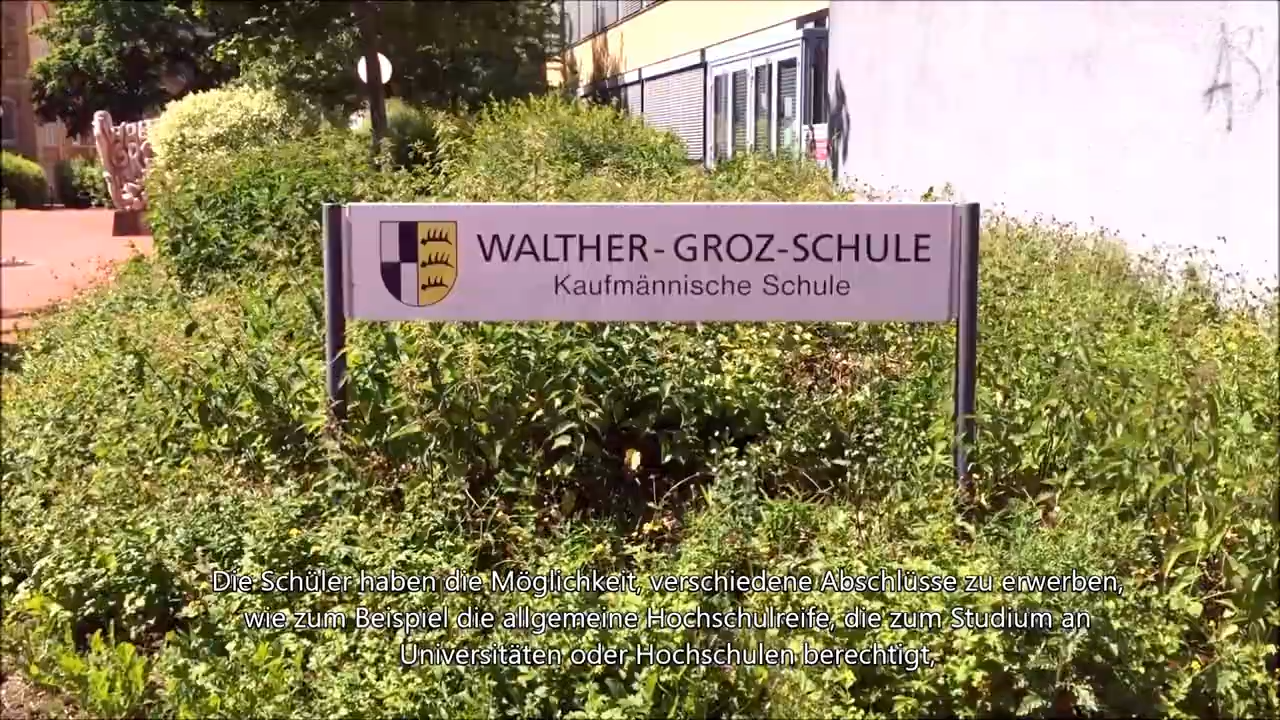 WALTHER-GROZ-SCHULE
Kaufmännische Schule
Die Schüler haben die Möglichkeit, verschiedene Abschlüsse zu erwerben,
wie zum Beispiel die allgemeine Hochschulreife, die zum Studium an
Universitäten oder Hochschulen berechtigt,